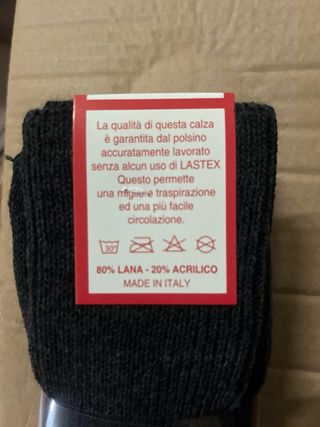 La qualità di questa calza
è garantita dal polsino
accuratamente lavorato
senza alcun uso di LASTEX
Questo permette
una migliore traspirazione
ed una più facile
circolazione.
30°
80% LANA - 20% ACRILICO
MADE IN ITALY